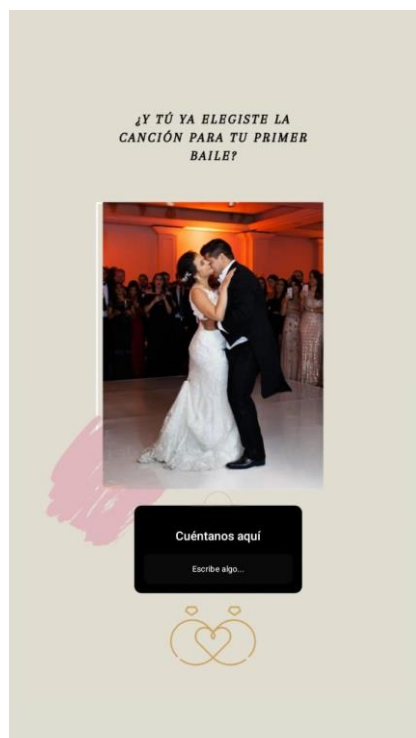 ¿Y TÚ YA ELEGISTE LA
CANCIÓN PARA TU PRIMER
BAILE?
Cuéntanos aquí
Escribe algo...